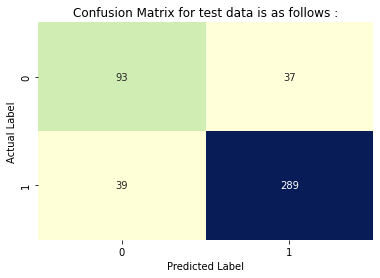 Confusion Matrix for test data is as follows :
Actual Label
0
93
37
1
39
289
0
1
Predicted Label